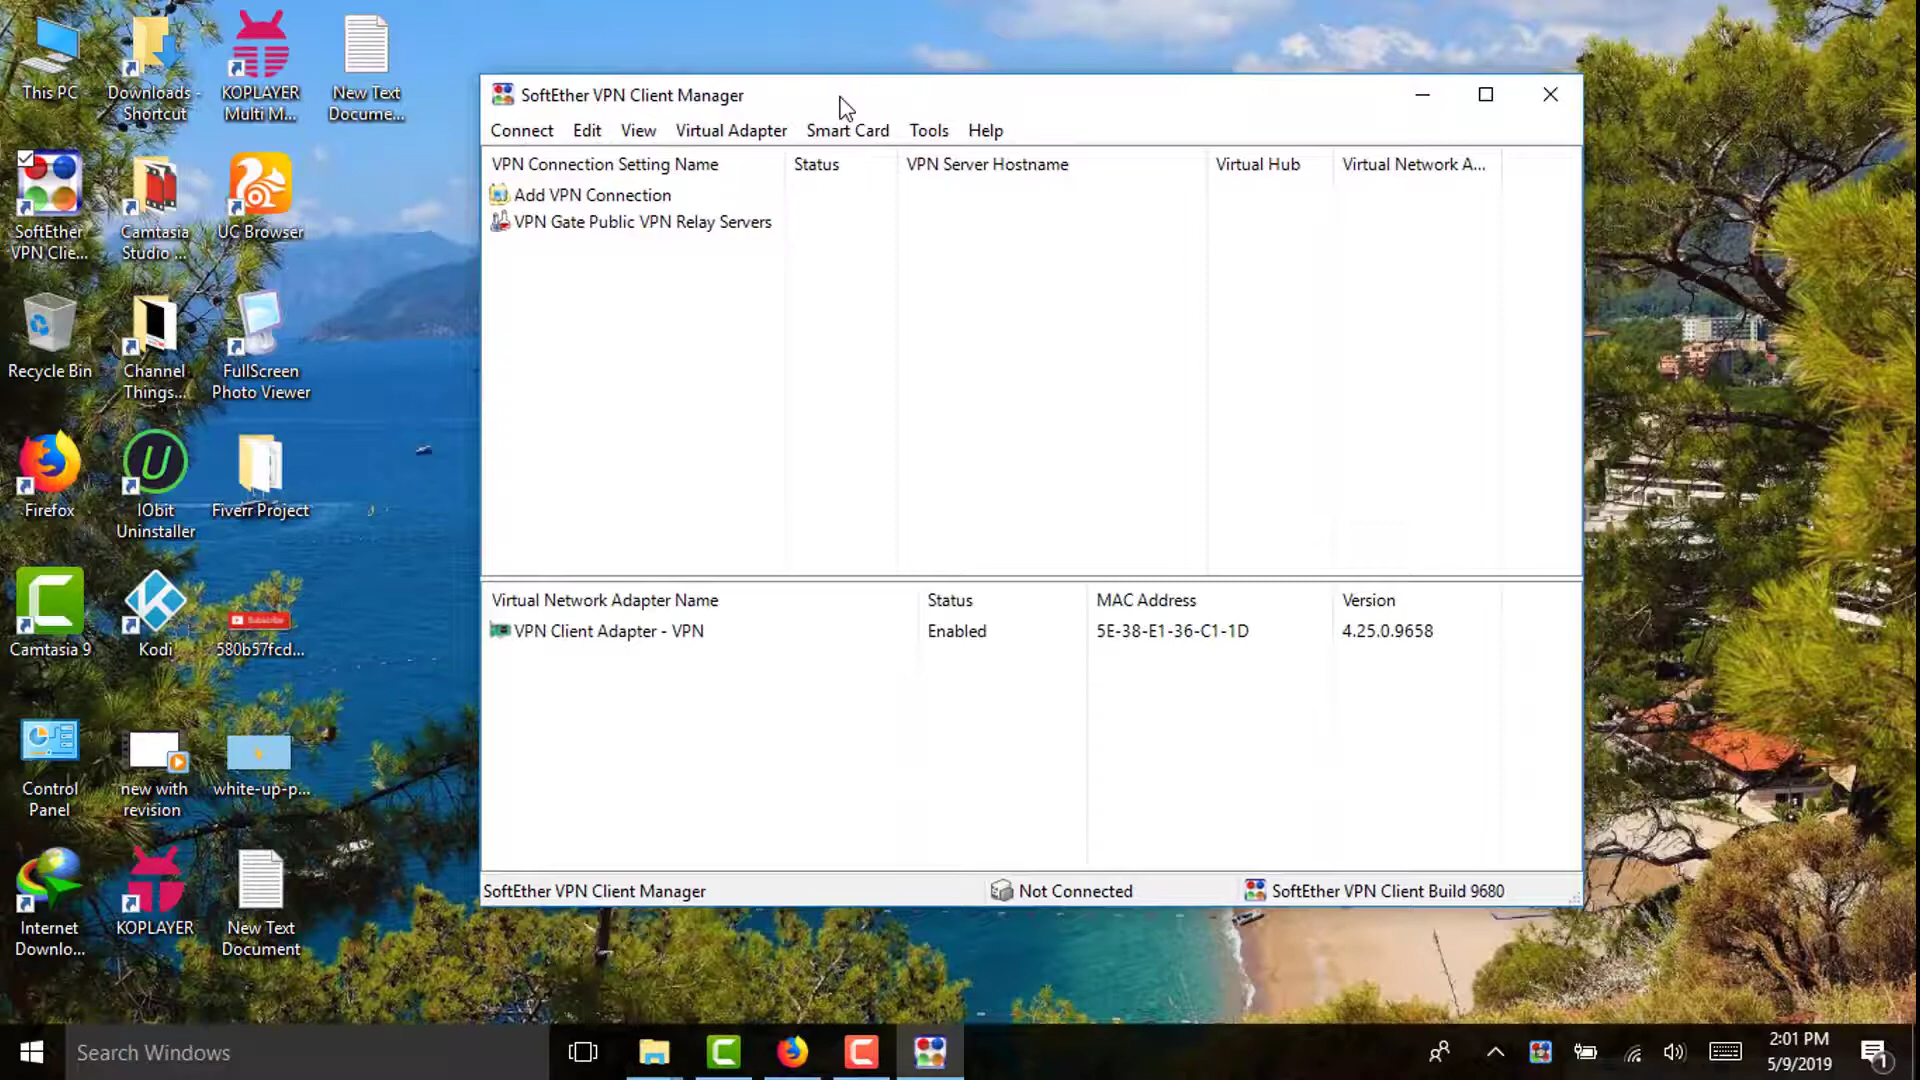 This PC
Downloads -
Shortcut
KOPLAYER
Multi M...
New Text
Docume...
SoftEther
VPN Clie...
Camtasia
Studio ...
UC Browser
Recycle Bin
Channel
Things...
FullScreen
Photo Viewer
Firefox
IObit
Uninstaller
Fiverr Project
Camtasia 9
Kodi
Subscribe
580b57fcd...
Control
Panel
new with
revision
white-up-p...
Internet
Downlo...
KOPLAYER
New Text
Document
SoftEther VPN Client Manager
Connect Edit View Virtual Adapter Smart Card Tools Help
VPN Connection Setting Name Status VPN Server Hostname Virtual Hub Virtual Network A...
Add VPN Connection
VPN Gate Public VPN Relay Servers
Virtual Network Adapter Name Status MAC Address Version
VPN Client Adapter - VPN Enabled 5E-38-E1-36-C1-1D 4.25.0.9658
SoftEther VPN Client Manager Not Connected SoftEther VPN Client Build 9680
Search Windows
2:01 PM
5/9/2019
1